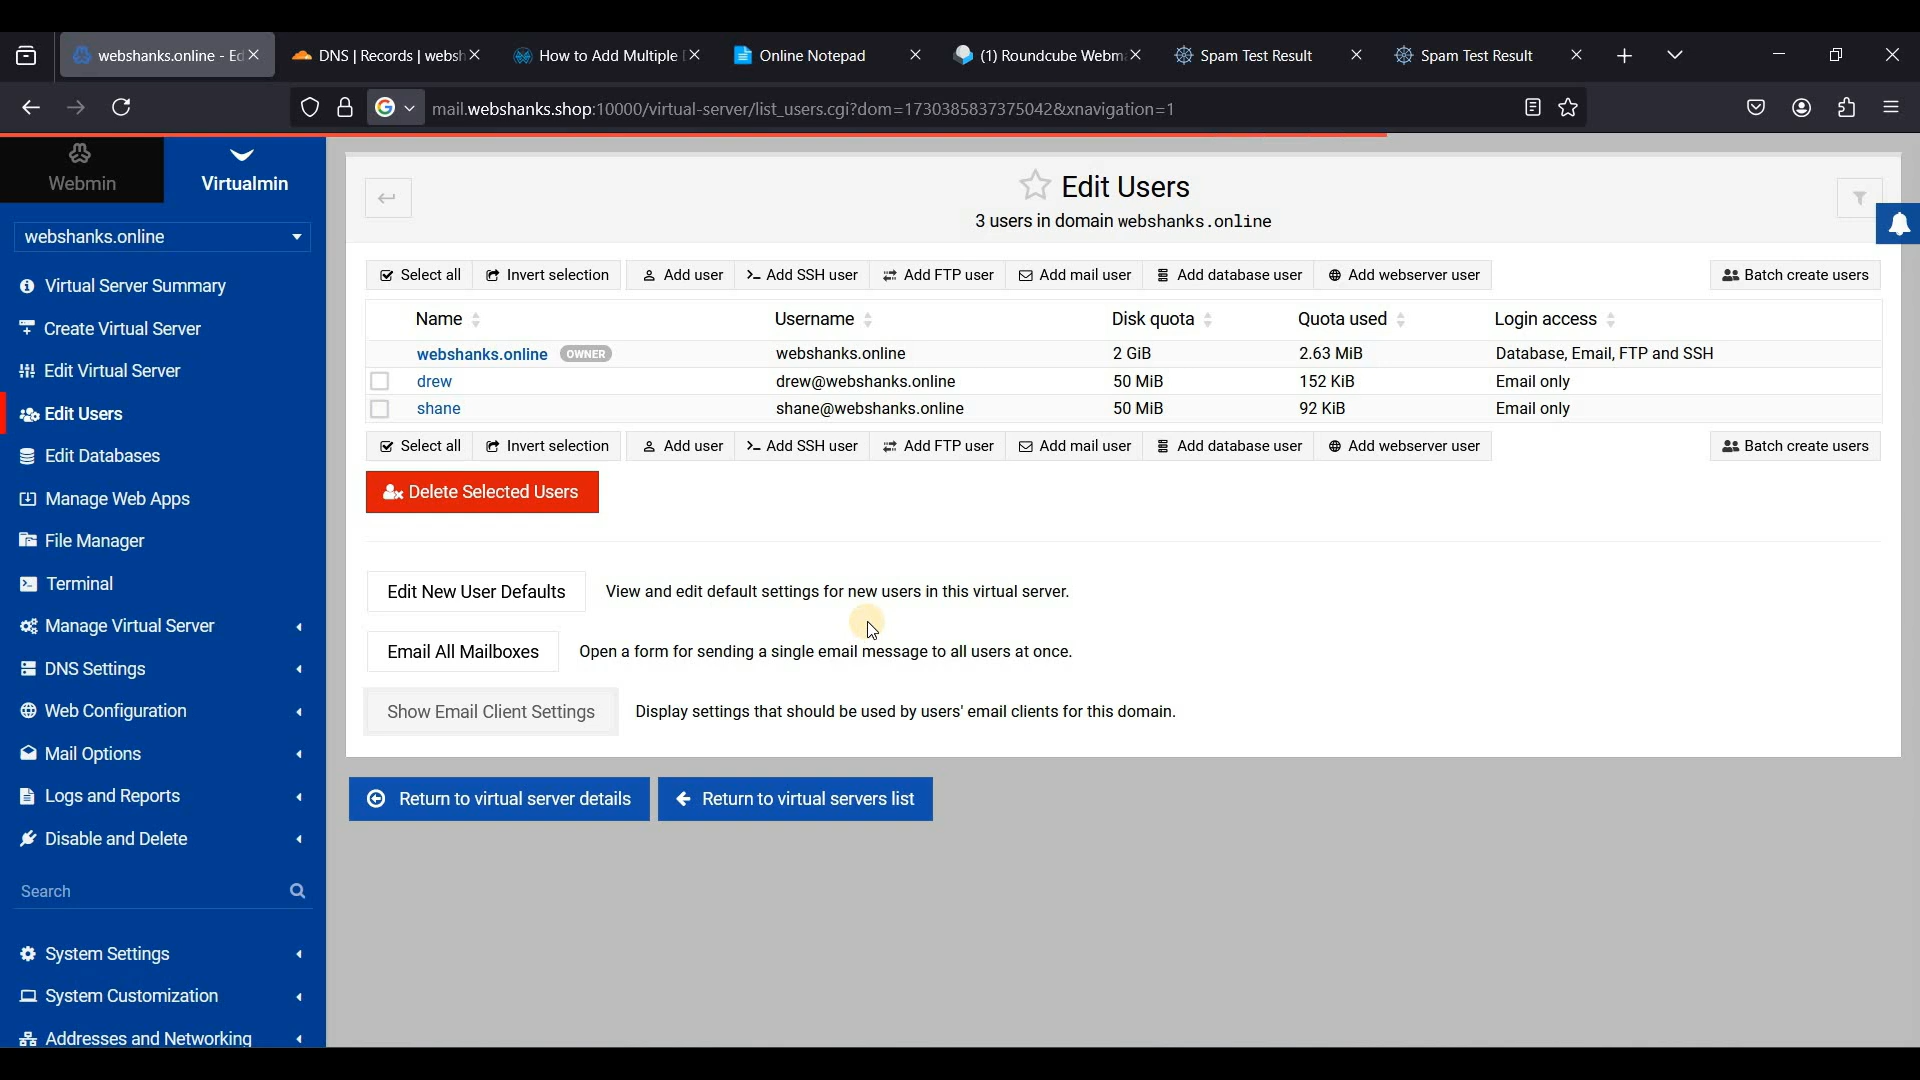 webshanks.online - Ed
DNS | Records | websh
How to Add Multiple
Online Notepad
(1) Roundcube Webm
Spam Test Result
Spam Test Result
mail.webshanks.shop:10000/virtual-server/list_users.cgi?dom=1730385837375042&xnavigation=1
Webmin
Virtualmin
webshanks.online
Virtual Server Summary
Create Virtual Server
Edit Virtual Server
Edit Users
Edit Databases
Manage Web Apps
File Manager
Terminal
Manage Virtual Server
DNS Settings
Web Configuration
Mail Options
Logs and Reports
Disable and Delete
Search
System Settings
System Customization
Addresses and Networking
Edit Users
3 users in domain webshanks.online
Select all Invert selection Add user Add SSH user Add FTP user Add mail user Add database user Add webserver user Batch create users
Name Username Disk quota Quota used Login access
webshanks.online OWNER webshanks.online 2 GiB 2.63 MiB Database, Email, FTP and SSH
drew drew@webshanks.online 50 MiB 152 KiB Email only
shane shane@webshanks.online 50 MiB 92 KiB Email only
Select all Invert selection Add user Add SSH user Add FTP user Add mail user Add database user Add webserver user Batch create users
Delete Selected Users
Edit New User Defaults View and edit default settings for new users in this virtual server.
Email All Mailboxes Open a form for sending a single email message to all users at once.
Show Email Client Settings Display settings that should be used by users' email clients for this domain.
Return to virtual server details Return to virtual servers list